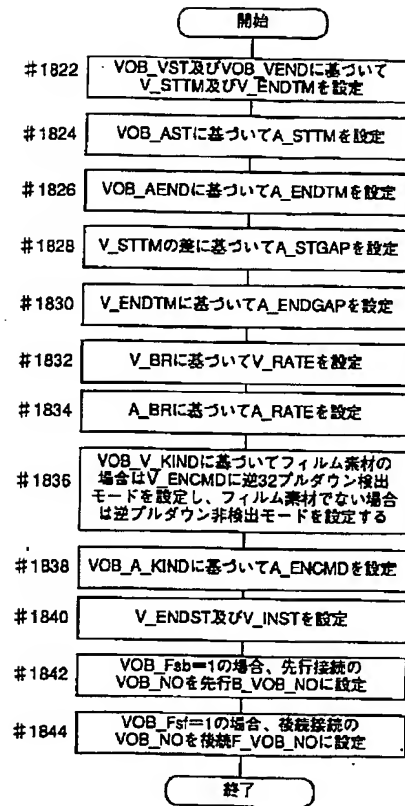 開始
#1822
VOB_VST及びVOB_VENDに基づいて
V_STTM及びV_ENDTMを設定
#1824
VOB_ASTに基づいてA_STTMを設定
#1826
VOB_AENDに基づいてA_ENDTMを設定
#1828
V_STTMの差に基づいてA_STGAPを設定
#1830
V_ENDTMに基づいてA_ENDGAPを設定
#1832
V_BRに基づいてV_RATEを設定
#1834
A_BRに基づいてA_RATEを設定
#1836
VOB_V_KINDに基づいてフィルム素材の
場合はV_ENCMDに逆32プルダウン検出
モードを設定し、フィルム素材でない場合
は逆プルダウン非検出モードを設定する
#1838
VOB_A_KINDに基づいてA_ENCMDを設定
#1840
V_ENDST及びV_INSTを設定
#1842
VOB_Fsb=1の場合、先行接続の
VOB_NOを先行B_VOB_NOに設定
#1844
VOB_Fsf=1の場合、後続接続の
VOB_NOを後続F_VOB_NOに設定
終了